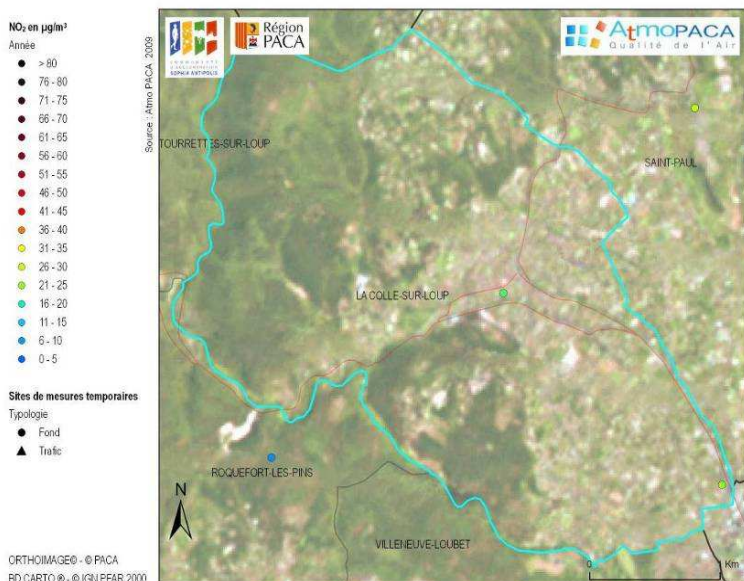 NO₂ en µg/m³
Année
> 80
76 - 80
71 - 75
66 - 70
61 - 65
56 - 60
51 - 55
46 - 50
41 - 45
36 - 40
31 - 35
26 - 30
21 - 25
16 - 20
11 - 15
6 - 10
0 - 5
Sites de mesures temporaires
Typologie
Fond
Trafic
ORTHOIMAGE© - © PACA
BD CARTO ® - © IGN PFAR 2000
Source : Atmo PACA 2009
SOPHIA ANTIPOLIS
Région
PACA
AtmoPACA
Qualité de l'Air
TOURRETTES-SUR-LOUP
SAINT-PAUL
LA COLLE-SUR-LOUP
ROQUEFORT-LES-PINS
VILLENEUVE-LOUBET
N
0
Km